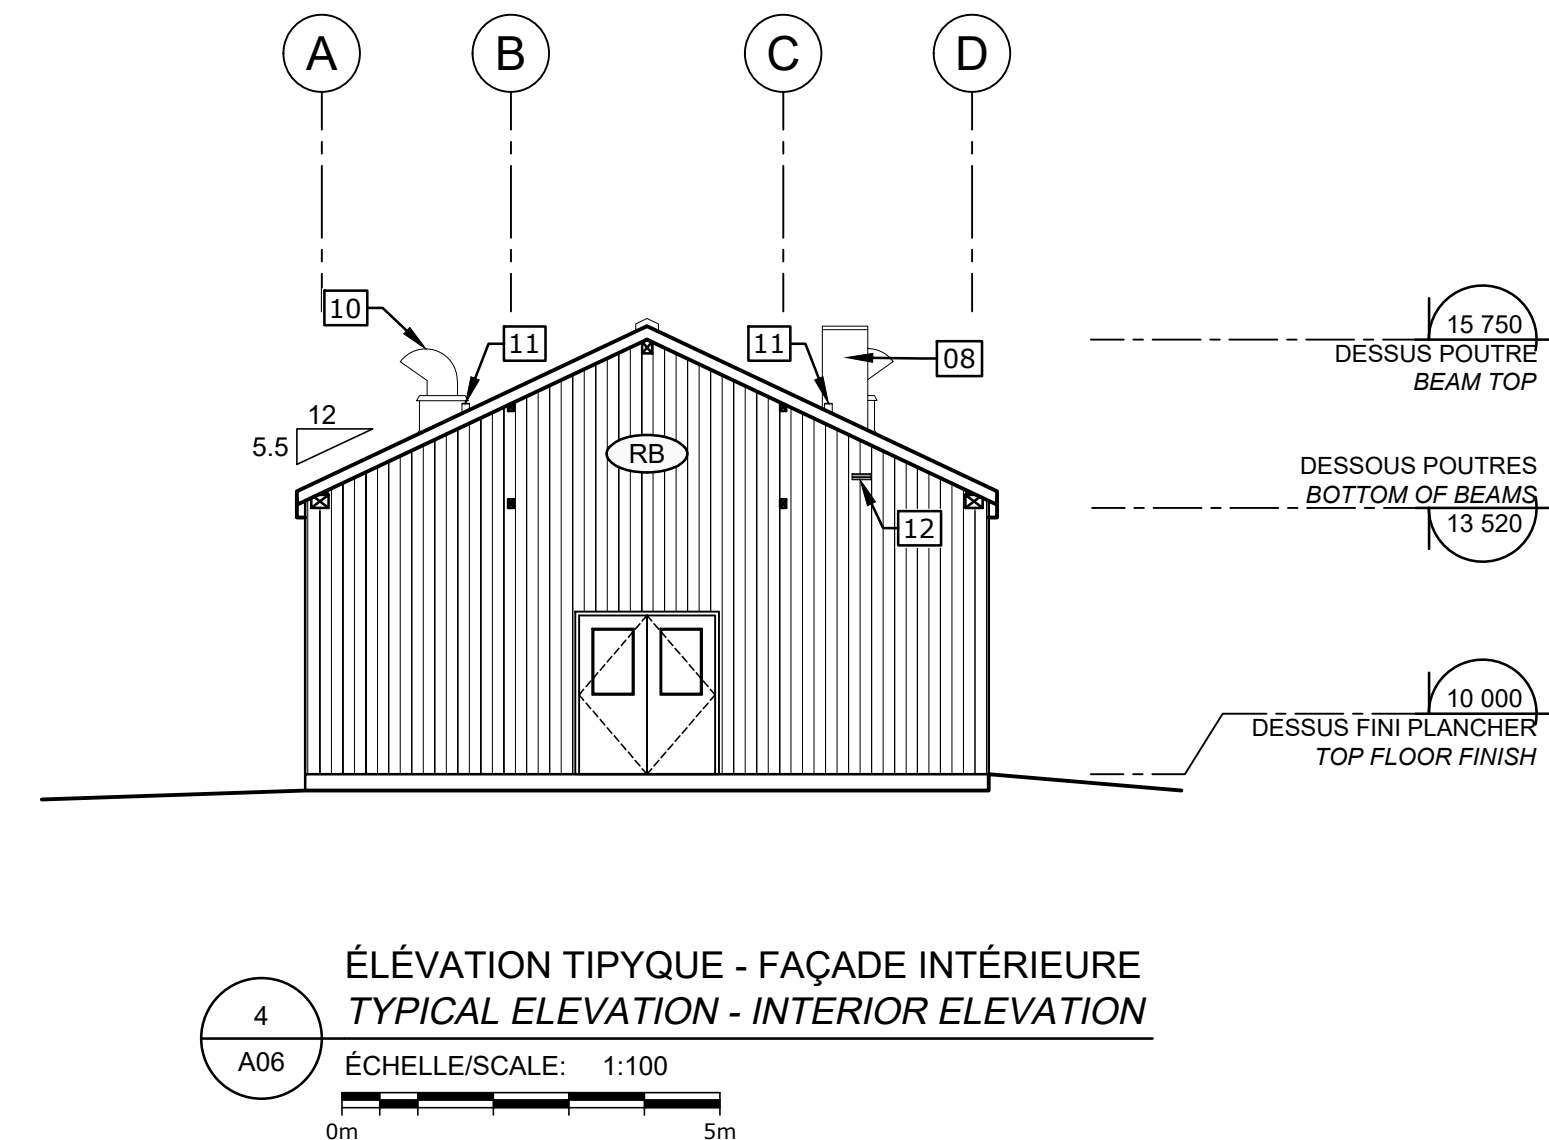 A B C D
10
11
11
08
15 750
DESSUS POUTRE
BEAM TOP
12
5.5
RB
DESSOUS POUTRES
BOTTOM OF BEAMS
13 520
12
10 000
DESSUS FINI PLANCHER
TOP FLOOR FINISH
ÉLÉVATION TIPYQUE - FAÇADE INTÉRIEURE
TYPICAL ELEVATION - INTERIOR ELEVATION
4
A06
ÉCHELLE/SCALE: 1:100
0m 5m